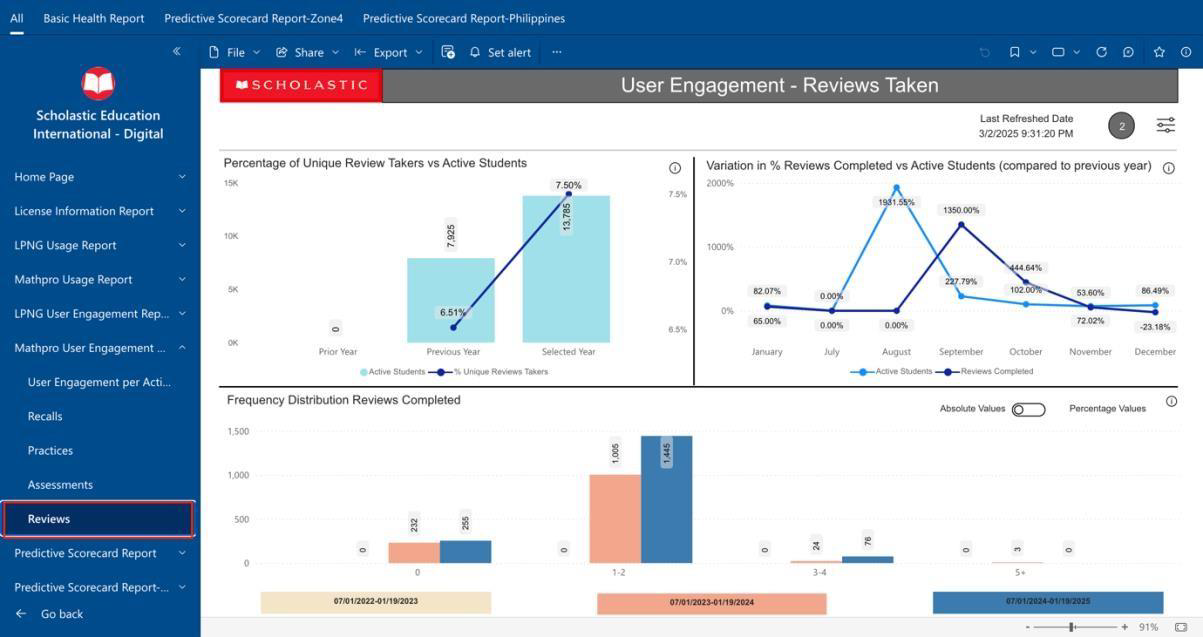 All Basic Health Report Predictive Scorecard Report-Zone4 Predictive Scorecard Report-Philippines
File Share Export Set alert ...
Scholastic Education
International - Digital
Home Page
License Information Report
LPNG Usage Report
Mathpro Usage Report
LPNG User Engagement Rep...
Mathpro User Engagement ...
User Engagement per Acti...
Recalls
Practices
Assessments
Reviews
Predictive Scorecard Report
Predictive Scorecard Report-...
Go back
SCHOLASTIC
User Engagement - Reviews Taken
Last Refreshed Date
3/2/2025 9:31:20 PM
2
Percentage of Unique Review Takers vs Active Students
15K
10K
5K
0K
7.5%
7.0%
6.5%
0
7,925
13,785
6.51%
7.50%
Prior Year Previous Year Selected Year
Active Students % Unique Reviews Takers
Variation in % Reviews Completed vs Active Students (compared to previous year)
2000%
1000%
0%
1931.55%
1350.00%
444.64%
227.79%
102.00%
82.07%
0.00%
53.60%
86.49%
65.00%
0.00%
0.00%
72.02%
-23.18%
January July August September October November December
Active Students Reviews Completed
Frequency Distribution Reviews Completed
Absolute Values Percentage Values
1,500
1,000
500
0
0 232 255
0 1,005 1,445
0 24 76
0 3 0
0 1-2 3-4 5+
07/01/2022-01/19/2023 07/01/2023-01/19/2024 07/01/2024-01/19/2025
- + 91%